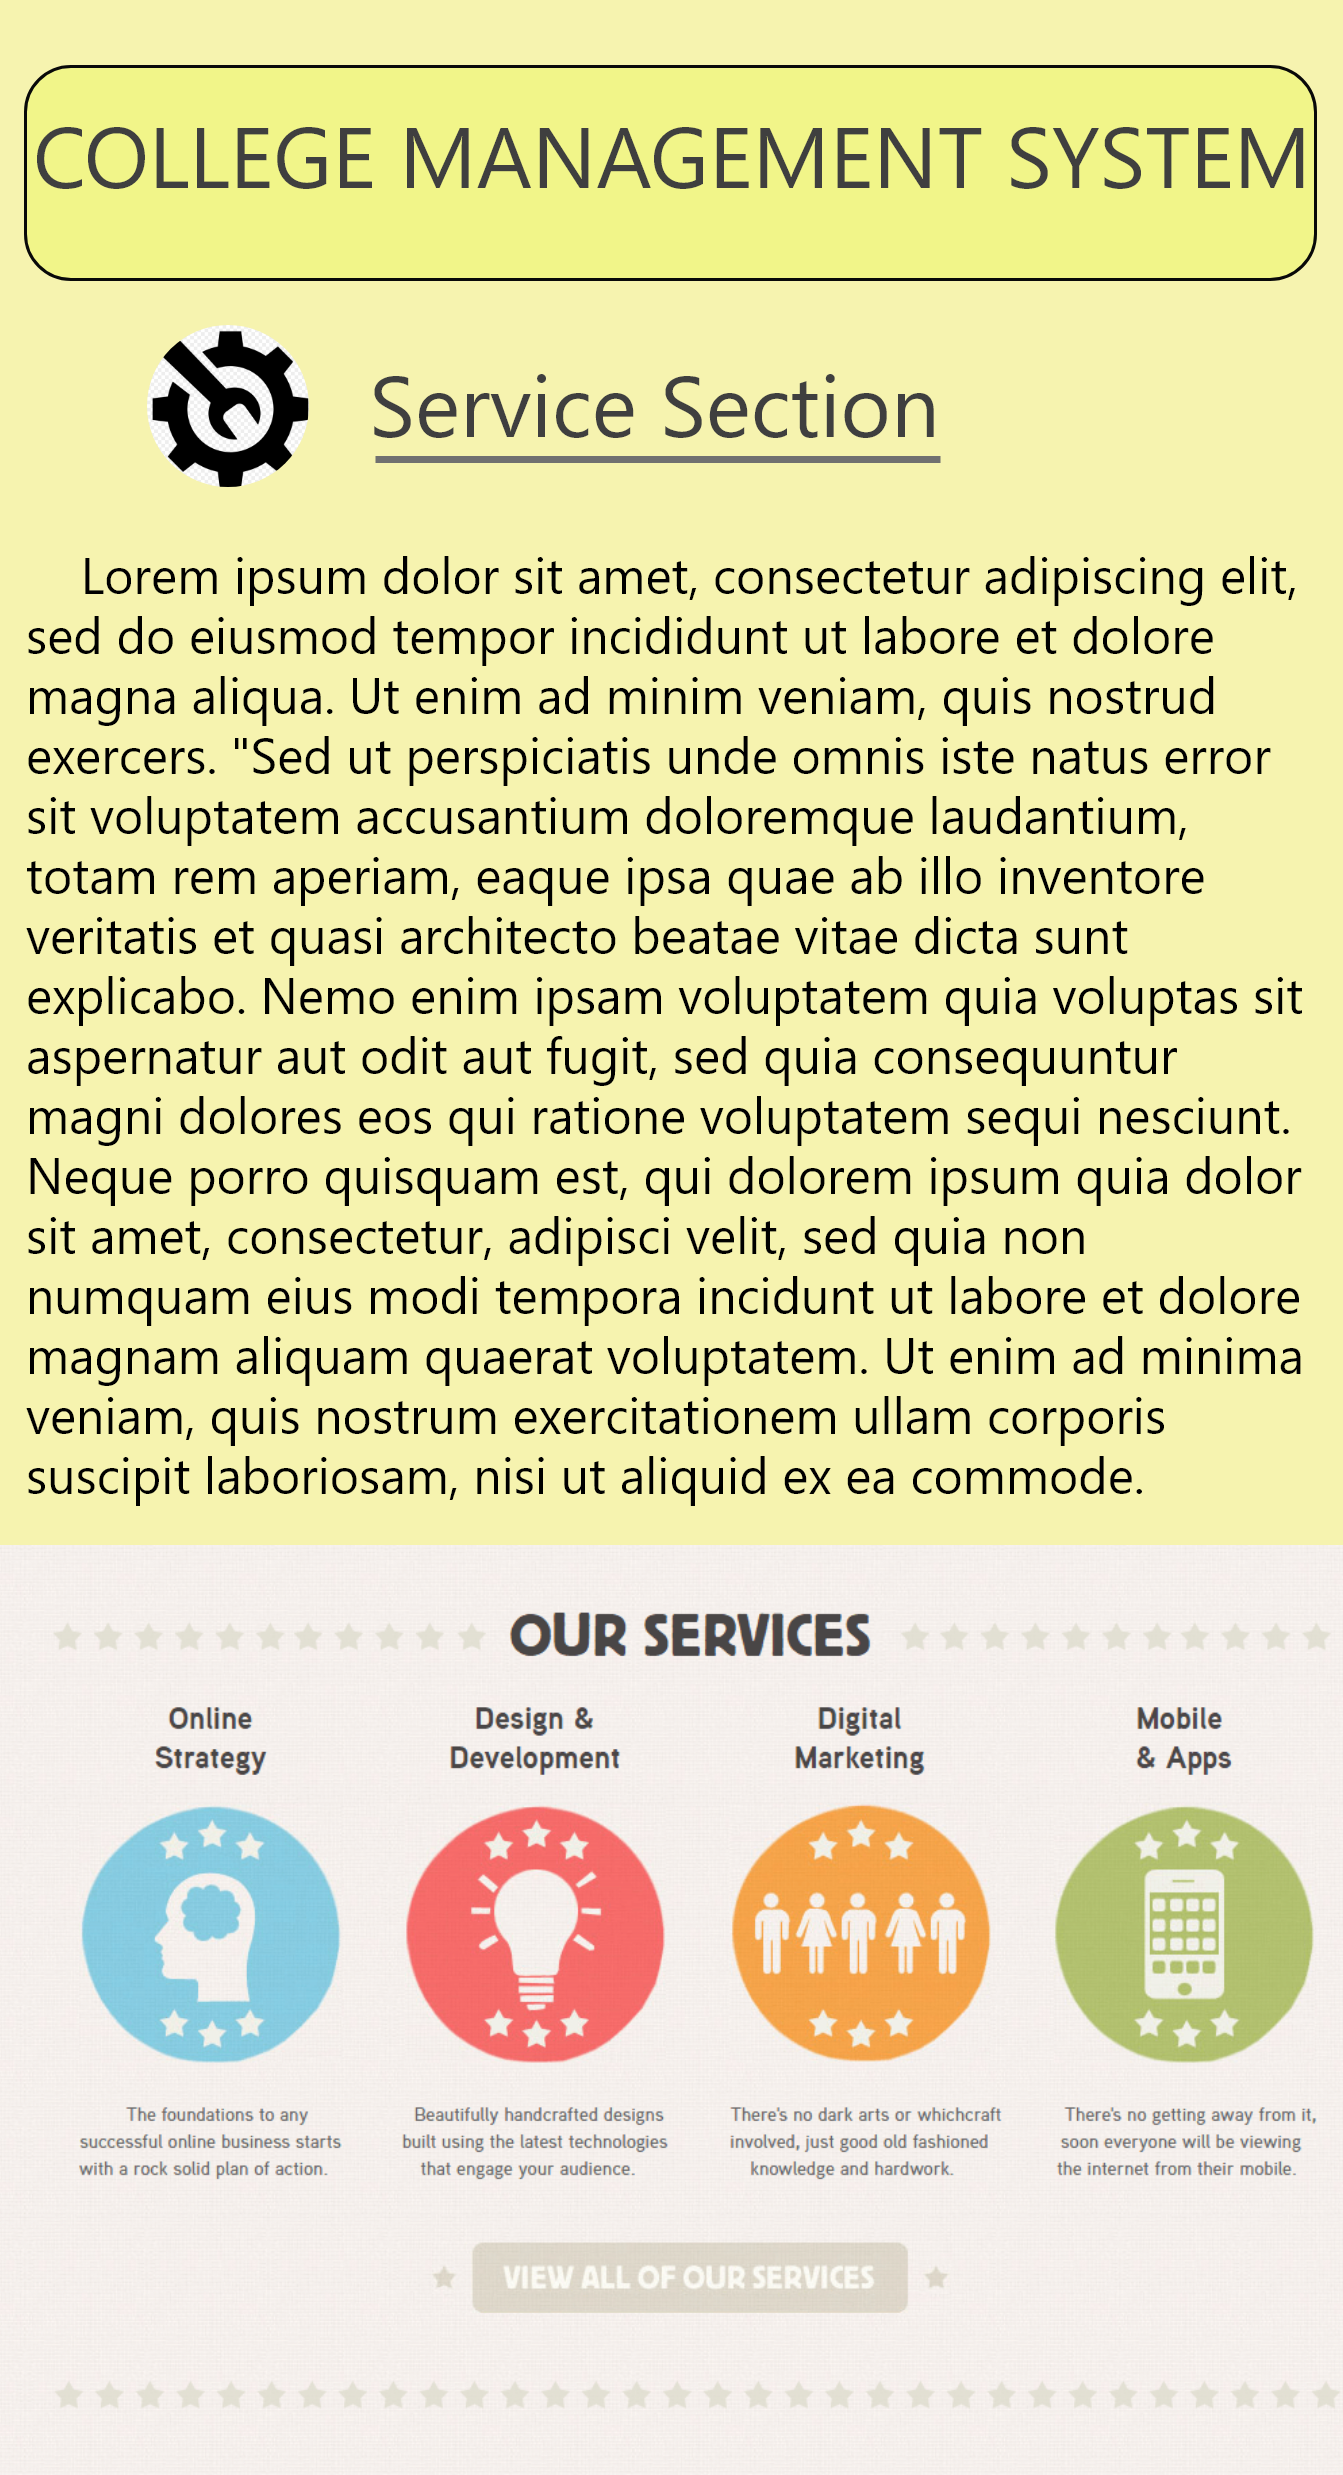 COLLEGE MANAGEMENT SYSTEM
Service Section
Lorem ipsum dolor sit amet, consectetur adipiscing elit,
sed do eiusmod tempor incididunt ut labore et dolore
magna aliqua. Ut enim ad minim veniam, quis nostrud
exercers. "Sed ut perspiciatis unde omnis iste natus error
sit voluptatem accusantium doloremque laudantium,
totam rem aperiam, eaque ipsa quae ab illo inventore
veritatis et quasi architecto beatae vitae dicta sunt
explicabo. Nemo enim ipsam voluptatem quia voluptas sit
aspernatur aut odit aut fugit, sed quia consequuntur
magni dolores eos qui ratione voluptatem sequi nesciunt.
Neque porro quisquam est, qui dolorem ipsum quia dolor
sit amet, consectetur, adipisci velit, sed quia non
numquam eius modi tempora incidunt ut labore et dolore
magnam aliquam quaerat voluptatem. Ut enim ad minima
veniam, quis nostrum exercitationem ullam corporis
suscipit laboriosam, nisi ut aliquid ex ea commode.
OUR SERVICES
Online
Strategy
The foundations to any
successful online business starts
with a rock solid plan of action.
Design &
Development
Beautifully handcrafted designs
built using the latest technologies
that engage your audience.
Digital
Marketing
There's no dark arts or whichcraft
involved, just good old fashioned
knowledge and hardwork.
Mobile
& Apps
There's no getting away from it,
soon everyone will be viewing
the internet from their mobile.
VIEW ALL OF OUR SERVICES